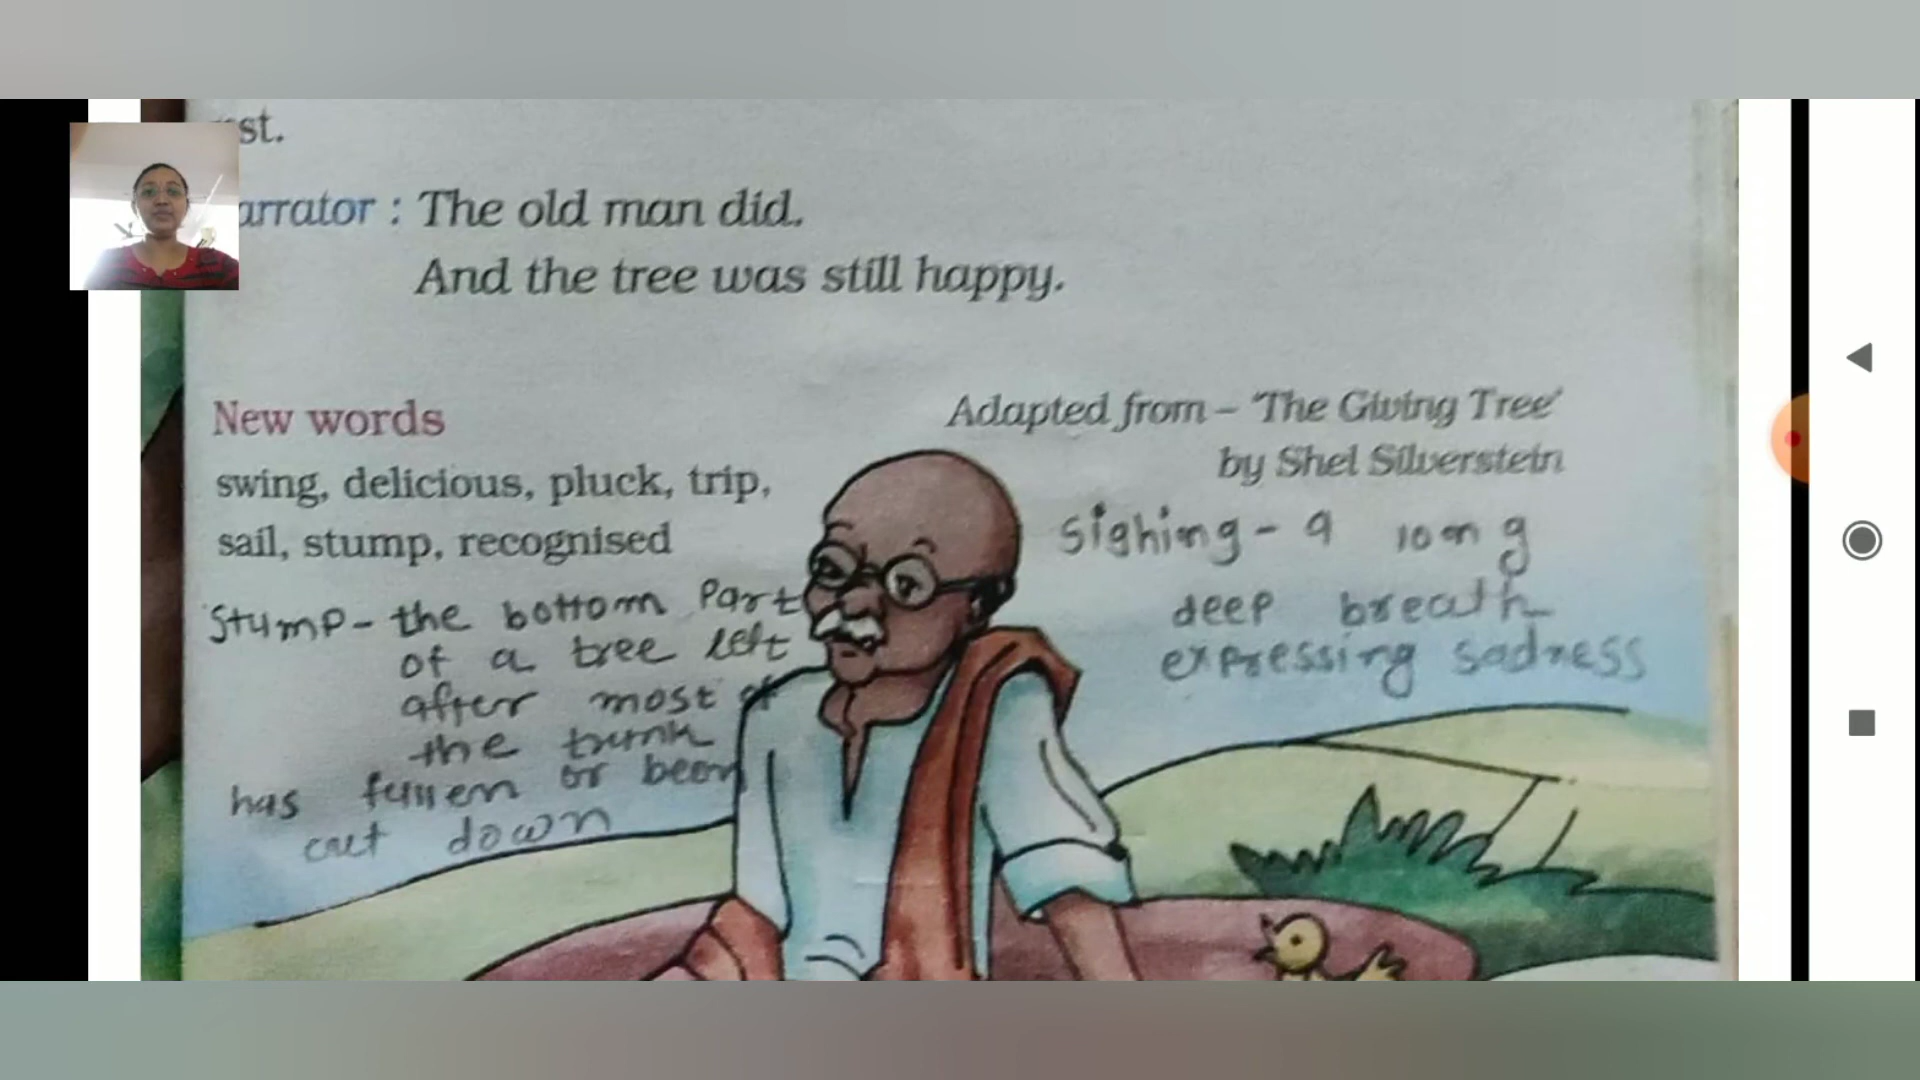 st.
arrator : The old man did.
And the tree was still happy.
New words
swing, delicious, pluck, trip,
sail, stump, recognised
Adapted from – 'The Giving Tree'
by Shel Silverstein
Stump - the bottom Part
of a tree left
after most of
the trunk
has fallen or been
cut down
Sighing - a long
deep breath
expressing sadness